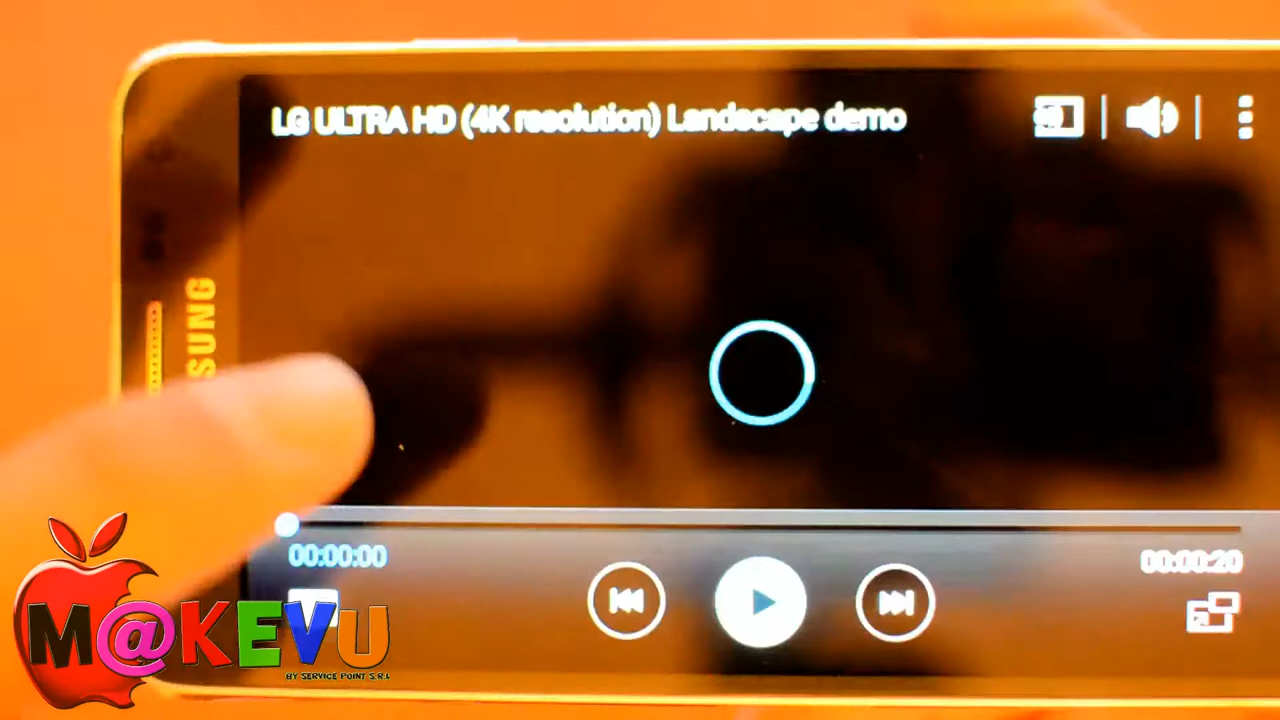 LG ULTRA HD (4K resolution) Landscape demo
SUNG
00:00:00
00:00:20
M@KEVU
BY SERVICE POINT S.R.L